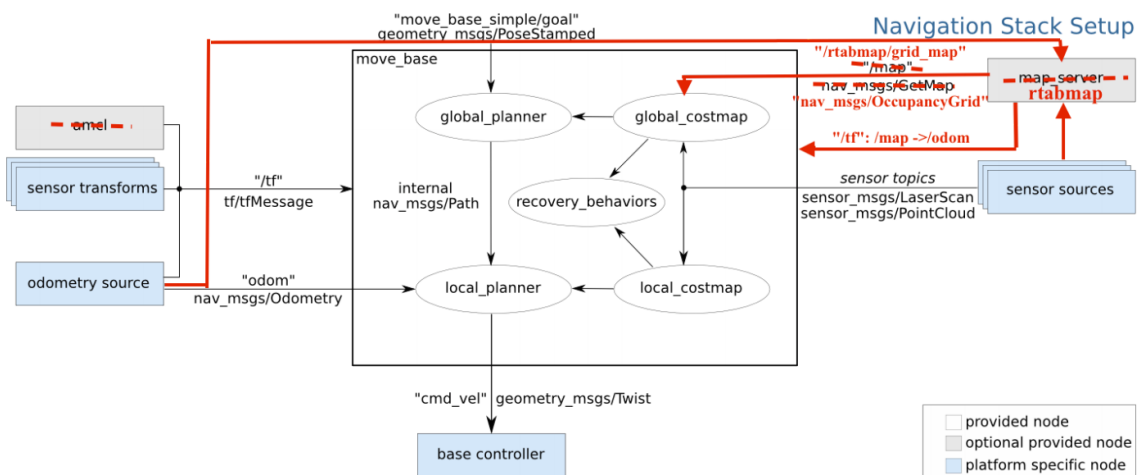 Navigation Stack Setup
"move_base_simple/goal"
geometry_msgs/PoseStamped
move_base
"/rtabmap/grid_map"
"/map"
nav_msgs/GetMap
"nav_msgs/OccupancyGrid"
map_server
rtabmap
"/tf": /map ->/odom
amcl
global_planner
global_costmap
sensor transforms
"/tf"
tf/tfMessage
internal
nav_msgs/Path
recovery_behaviors
sensor topics
sensor_msgs/LaserScan
sensor_msgs/PointCloud
sensor sources
odometry source
"odom"
nav_msgs/Odometry
local_planner
local_costmap
"cmd_vel"
geometry_msgs/Twist
base controller
provided node
optional provided node
platform specific node